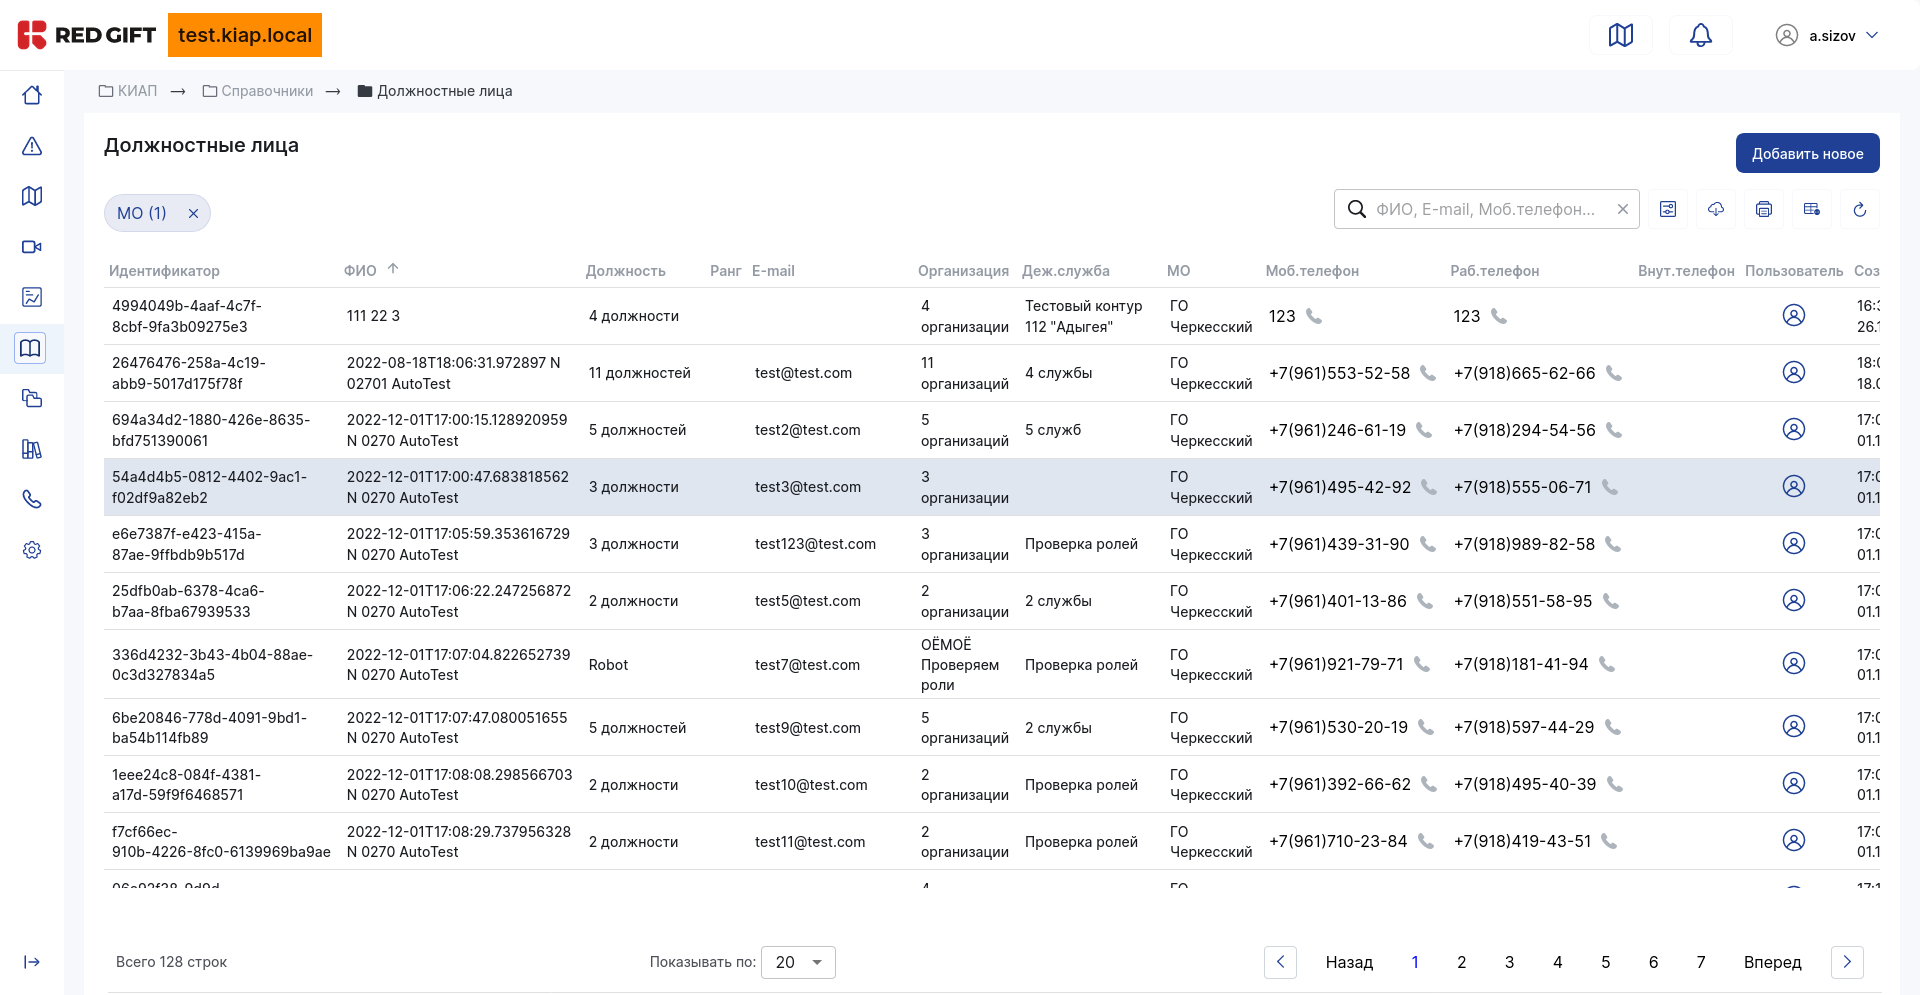 RED GIFT test.kiap.local a.sizov
КИАП → Справочники → Должностные лица
Должностные лица
Добавить новое
МО (1)
ФИО, E-mail, Моб.телефон...
Идентификатор ФИО Должность Ранг E-mail Организация Деж.служба МО Моб.телефон Раб.телефон Внут.телефон Пользователь Соз
4994049b-4aaf-4c7f- 4 Тестовый контур ГО 16:3
111 22 3 4 должности 123 123
8cbf-9fa3b09275e3 организации 112 "Адыгея" Черкесский 26.1
26476476-258a-4c19- 2022-08-18T18:06:31.972897 N 11 ГО 18:0
11 должностей test@test.com 4 службы +7(961)553-52-58 +7(918)665-62-66
abb9-5017d175f78f 02701 AutoTest организаций Черкесский 18.0
694a34d2-1880-426e-8635- 2022-12-01T17:00:15.128920959 5 ГО 17:0
5 должностей test2@test.com 5 служб +7(961)246-61-19 +7(918)294-54-56
bfd751390061 N 0270 AutoTest организаций Черкесский 01.1
54a4d4b5-0812-4402-9ac1- 2022-12-01T17:00:47.683818562 3 ГО 17:0
3 должности test3@test.com +7(961)495-42-92 +7(918)555-06-71
f02df9a82eb2 N 0270 AutoTest организации Черкесский 01.1
e6e7387f-e423-415a- 2022-12-01T17:05:59.353616729 3 ГО 17:0
3 должности test123@test.com Проверка ролей +7(961)439-31-90 +7(918)989-82-58
87ae-9ffbdb9b517d N 0270 AutoTest организации Черкесский 01.1
25dfb0ab-6378-4ca6- 2022-12-01T17:06:22.247256872 2 ГО 17:0
2 должности test5@test.com 2 службы +7(961)401-13-86 +7(918)551-58-95
b7aa-8fba67939533 N 0270 AutoTest организации Черкесский 01.1
ОЁМОЁ
336d4232-3b43-4b04-88ae- 2022-12-01T17:07:04.822652739 ГО 17:0
Robot test7@test.com Проверяем Проверка ролей +7(961)921-79-71 +7(918)181-41-94
0c3d327834a5 N 0270 AutoTest Черкесский 01.1
роли
6be20846-778d-4091-9bd1- 2022-12-01T17:07:47.080051655 5 ГО 17:0
5 должностей test9@test.com 2 службы +7(961)530-20-19 +7(918)597-44-29
ba54b114fb89 N 0270 AutoTest организаций Черкесский 01.1
1eee24c8-084f-4381- 2022-12-01T17:08:08.298566703 2 ГО 17:0
2 должности test10@test.com Проверка ролей +7(961)392-66-62 +7(918)495-40-39
a17d-59f9f6468571 N 0270 AutoTest организации Черкесский 01.1
f7cf66ec- 2022-12-01T17:08:29.737956328 2 ГО 17:0
2 должности test11@test.com Проверка ролей +7(961)710-23-84 +7(918)419-43-51
910b-4226-8fc0-6139969ba9ae N 0270 AutoTest организации Черкесский 01.1
Всего 128 строк Показывать по: 20 Назад 1 2 3 4 5 6 7 Вперед